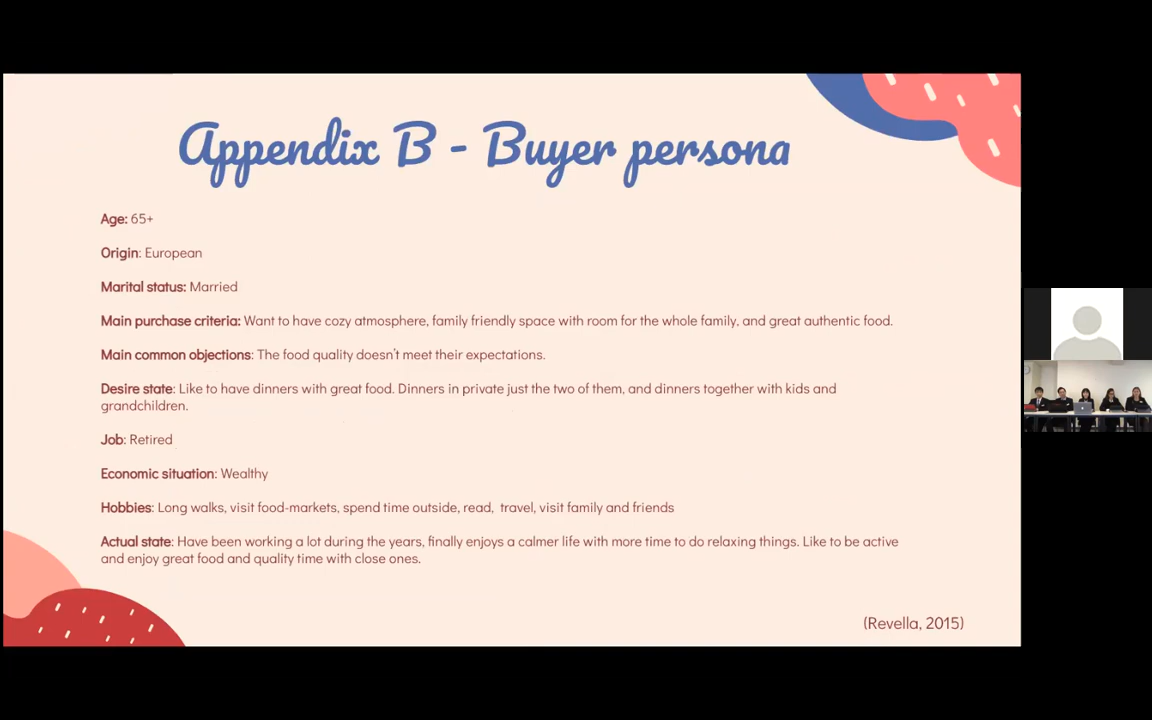 Appendix B - Buyer persona
Age: 65+
Origin: European
Marital status: Married
Main purchase criteria: Want to have cozy atmosphere, family friendly space with room for the whole family, and great authentic food.
Main common objections: The food quality doesn't meet their expectations.
Desire state: Like to have dinners with great food. Dinners in private just the two of them, and dinners together with kids and
grandchildren.
Job: Retired
Economic situation: Wealthy
Hobbies: Long walks, visit food-markets, spend time outside, read, travel, visit family and friends
Actual state: Have been working a lot during the years, finally enjoys a calmer life with more time to do relaxing things. Like to be active
and enjoy great food and quality time with close ones.
(Revella, 2015)